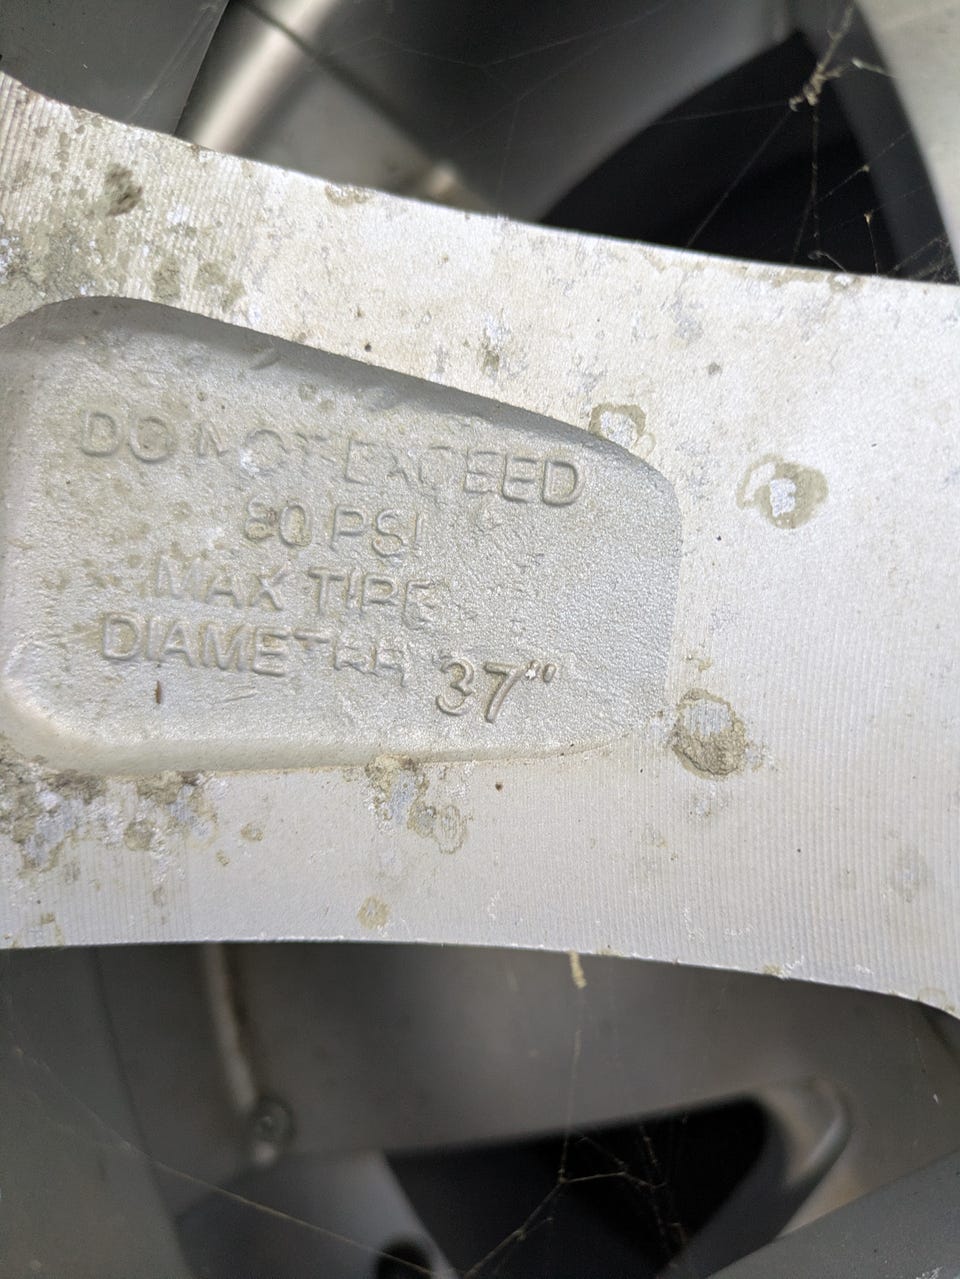 DO NOT EXCEED
80 PSI
MAX TIRE
DIAMETER 37"